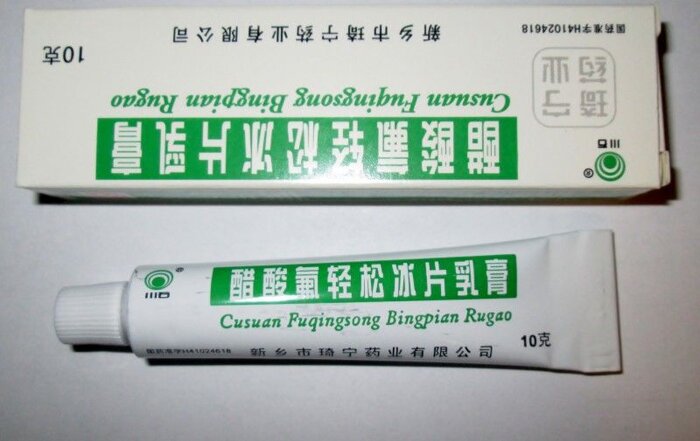 10克
新乡市琦宁药业有限公司
国药准字H41024618
Cusuan Fuqingsong Bingpian Rugao
琦宁
药业
醋酸氟轻松冰片乳膏
川石
®
川石
®
醋酸氟轻松冰片乳膏
Cusuan Fuqingsong Bingpian Rugao
10克
国药准字H41024618
新乡市琦宁药业有限公司